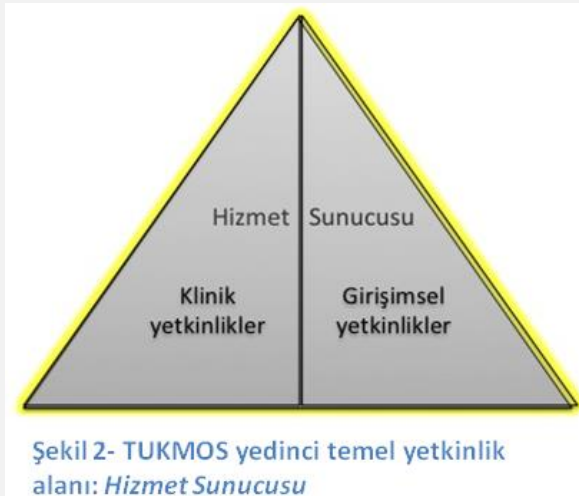 Hizmet Sunucusu
Klinik yetkinlikler
Girişimsel yetkinlikler
Şekil 2- TUKMOS yedinci temel yetkinlik
alanı: Hizmet Sunucusu